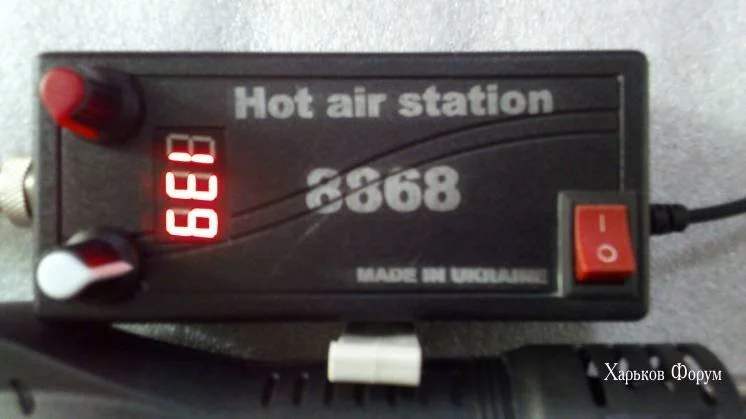 Hot air station
8868
MADE IN UKRAINE
I
O
Харьков Форум